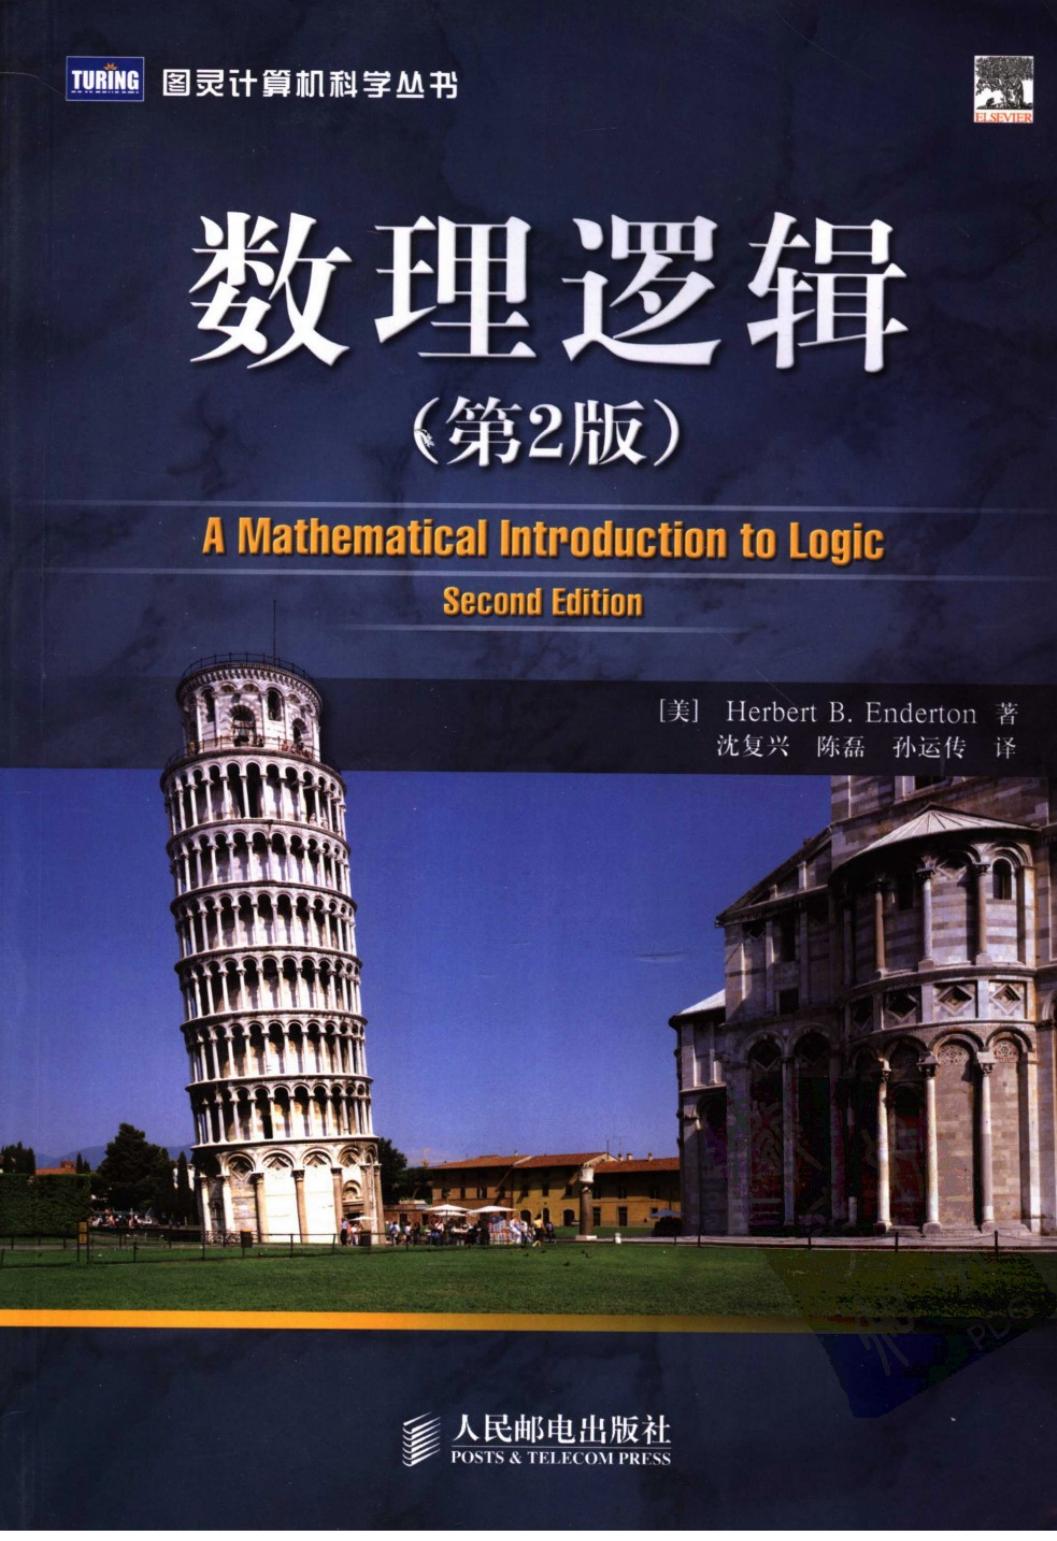 TURING 图灵计算机科学丛书
ELSEVIER
数理逻辑
（第2版）
A Mathematical Introduction to Logic
Second Edition
[美] Herbert B. Enderton 著
沈复兴 陈磊 孙运传 译
PDG
人民邮电出版社
POSTS & TELECOM PRESS